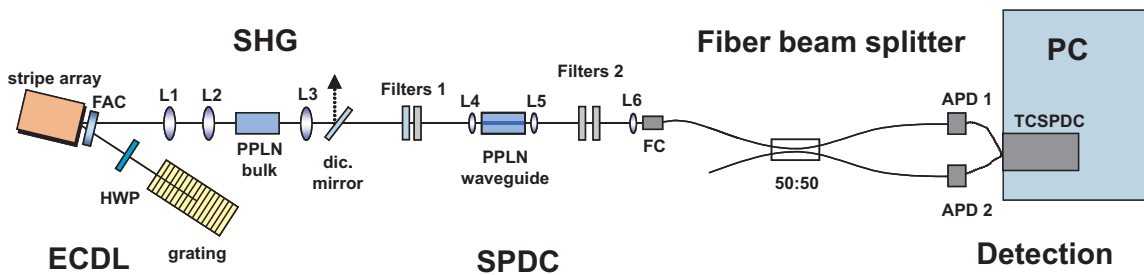 SHG
Fiber beam splitter
PC
stripe array
FAC
L1
L2
L3
Filters 1
L4
L5
Filters 2
L6
APD 1
TCSPDC
PPLN
bulk
dic.
mirror
PPLN
waveguide
FC
50:50
HWP
APD 2
grating
ECDL
SPDC
Detection